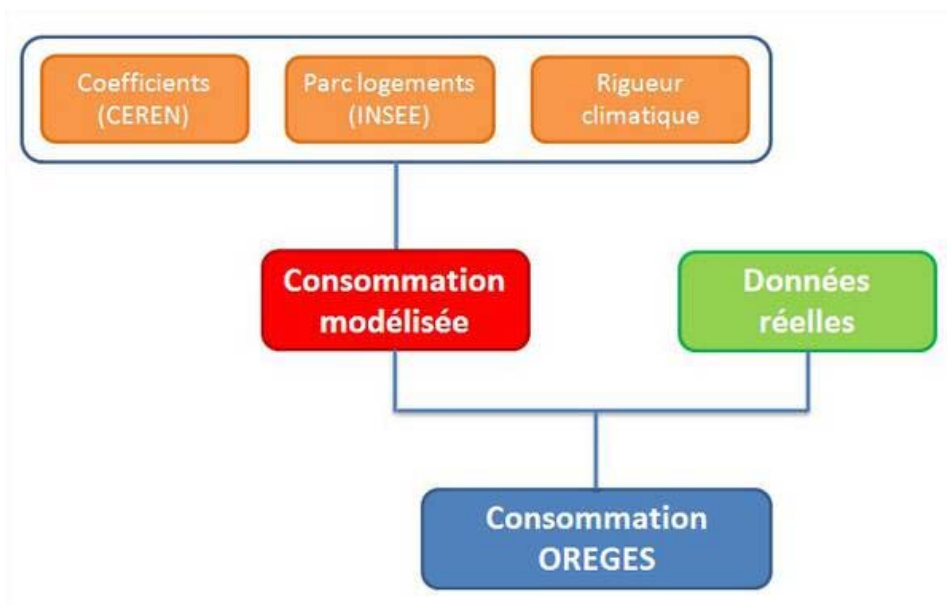 Coefficients
(CEREN)
Parc logements
(INSEE)
Rigueur
climatique
Consommation
modélisée
Données
réelles
Consommation
OREGES